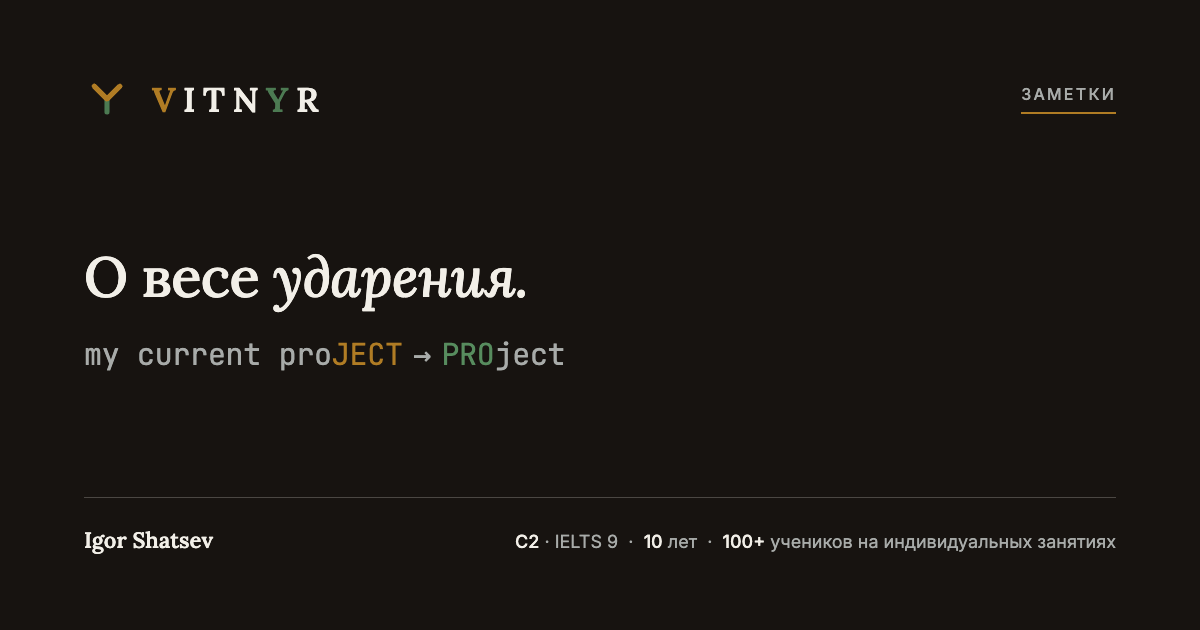 VITNYR
ЗАМЕТКИ
О весе ударения.
my current proJECT → PROject
Igor Shatsev
C2 · IELTS 9 · 10 лет · 100+ учеников на индивидуальных занятиях